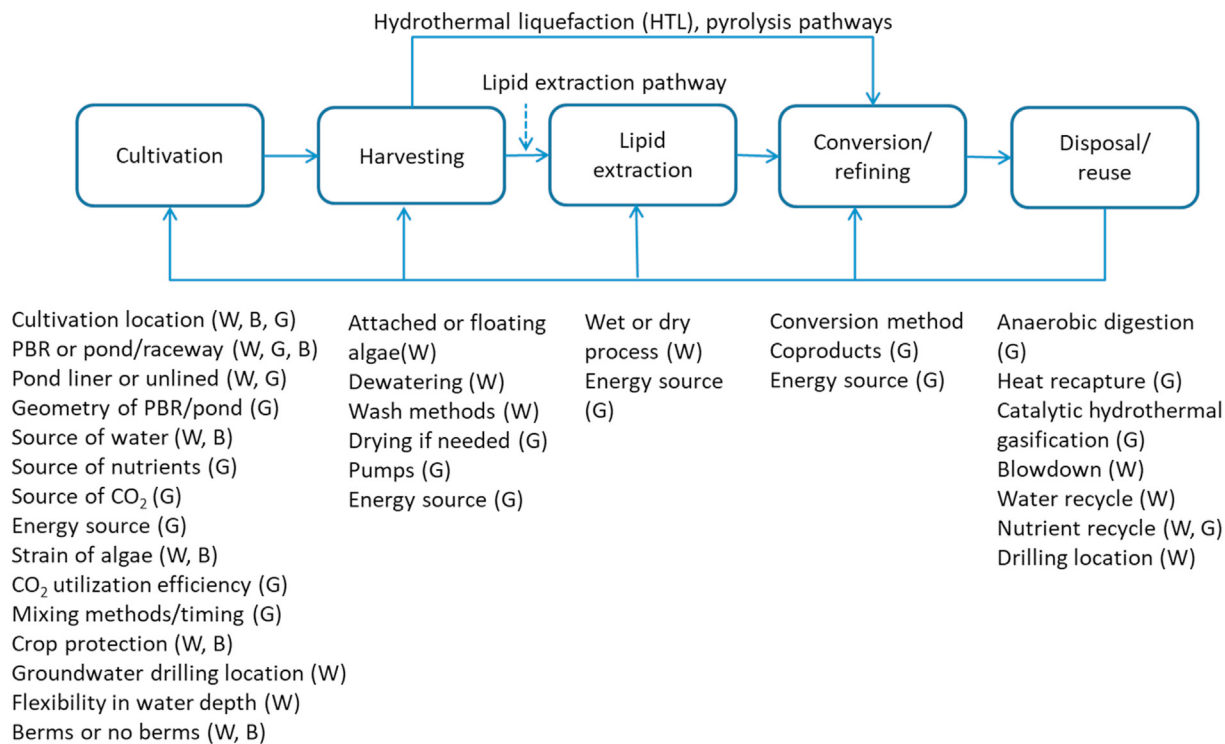 Hydrothermal liquefaction (HTL), pyrolysis pathways
Lipid extraction pathway
Cultivation
Harvesting
Lipid
extraction
Conversion/
refining
Disposal/
reuse
Cultivation location (W, B, G)
PBR or pond/raceway (W, G, B)
Pond liner or unlined (W, G)
Geometry of PBR/pond (G)
Source of water (W, B)
Source of nutrients (G)
Source of CO₂ (G)
Energy source (G)
Strain of algae (W, B)
CO₂ utilization efficiency (G)
Mixing methods/timing (G)
Crop protection (W, B)
Groundwater drilling location (W)
Flexibility in water depth (W)
Berms or no berms (W, B)
Attached or floating
algae(W)
Dewatering (W)
Wash methods (W)
Drying if needed (G)
Pumps (G)
Energy source (G)
Wet or dry
process (W)
Energy source
(G)
Conversion method
Coproducts (G)
Energy source (G)
Anaerobic digestion
(G)
Heat recapture (G)
Catalytic hydrothermal
gasification (G)
Blowdown (W)
Water recycle (W)
Nutrient recycle (W, G)
Drilling location (W)